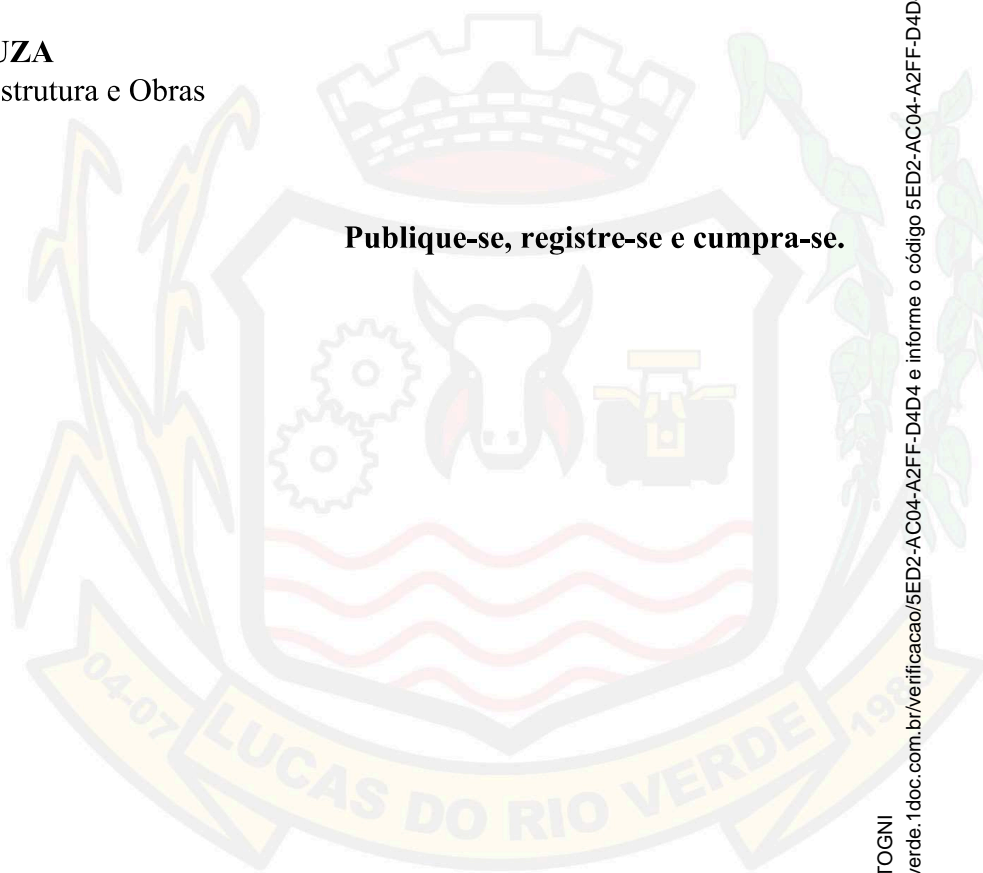 UZA
strutura e Obras
Publique-se, registre-se e cumpra-se.
04-07
LUCAS DO RIO VERDE
1988
TOGNI
verde.1doc.com.br/verificacao/5ED2-AC04-A2FF-D4D4 e informe o código 5ED2-AC04-A2FF-D4D